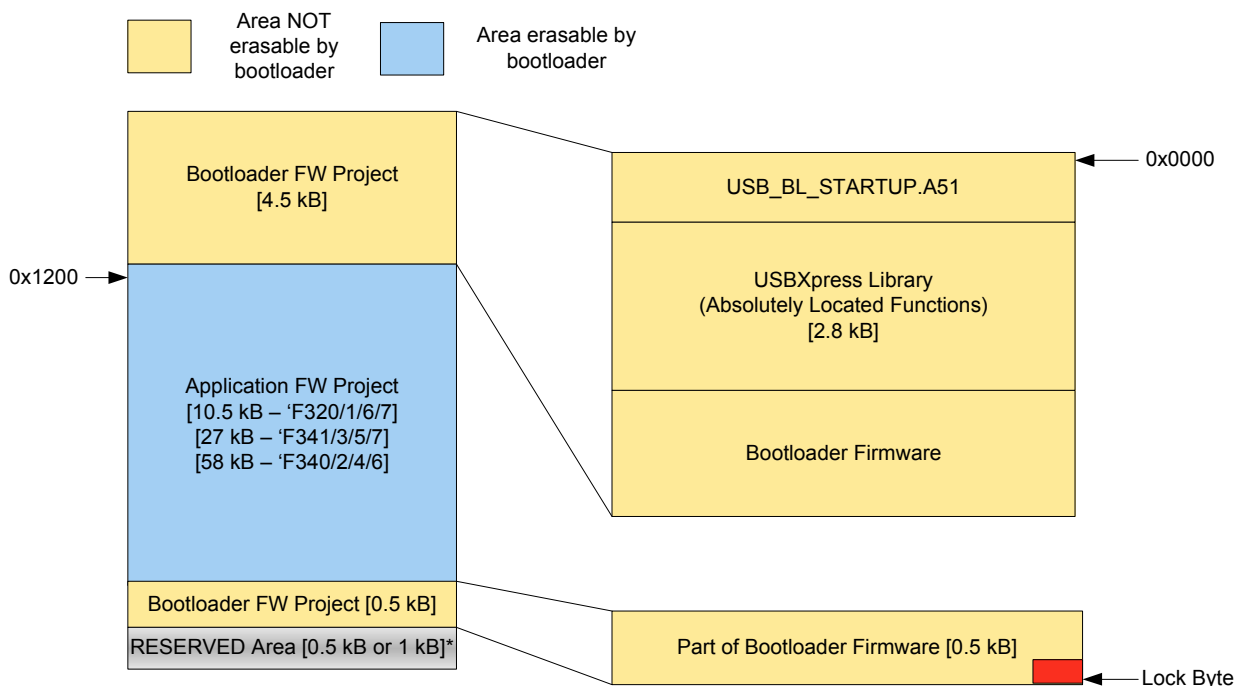 Area NOT
erasable by
bootloader
Area erasable by
bootloader
Bootloader FW Project
[4.5 kB]
0x1200
Application FW Project
[10.5 kB – ‘F320/1/6/7]
[27 kB – ‘F341/3/5/7]
[58 kB – ‘F340/2/4/6]
Bootloader FW Project [0.5 kB]
RESERVED Area [0.5 kB or 1 kB]*
0x0000
USB_BL_STARTUP.A51
USBXpress Library
(Absolutely Located Functions)
[2.8 kB]
Bootloader Firmware
Part of Bootloader Firmware [0.5 kB]
Lock Byte